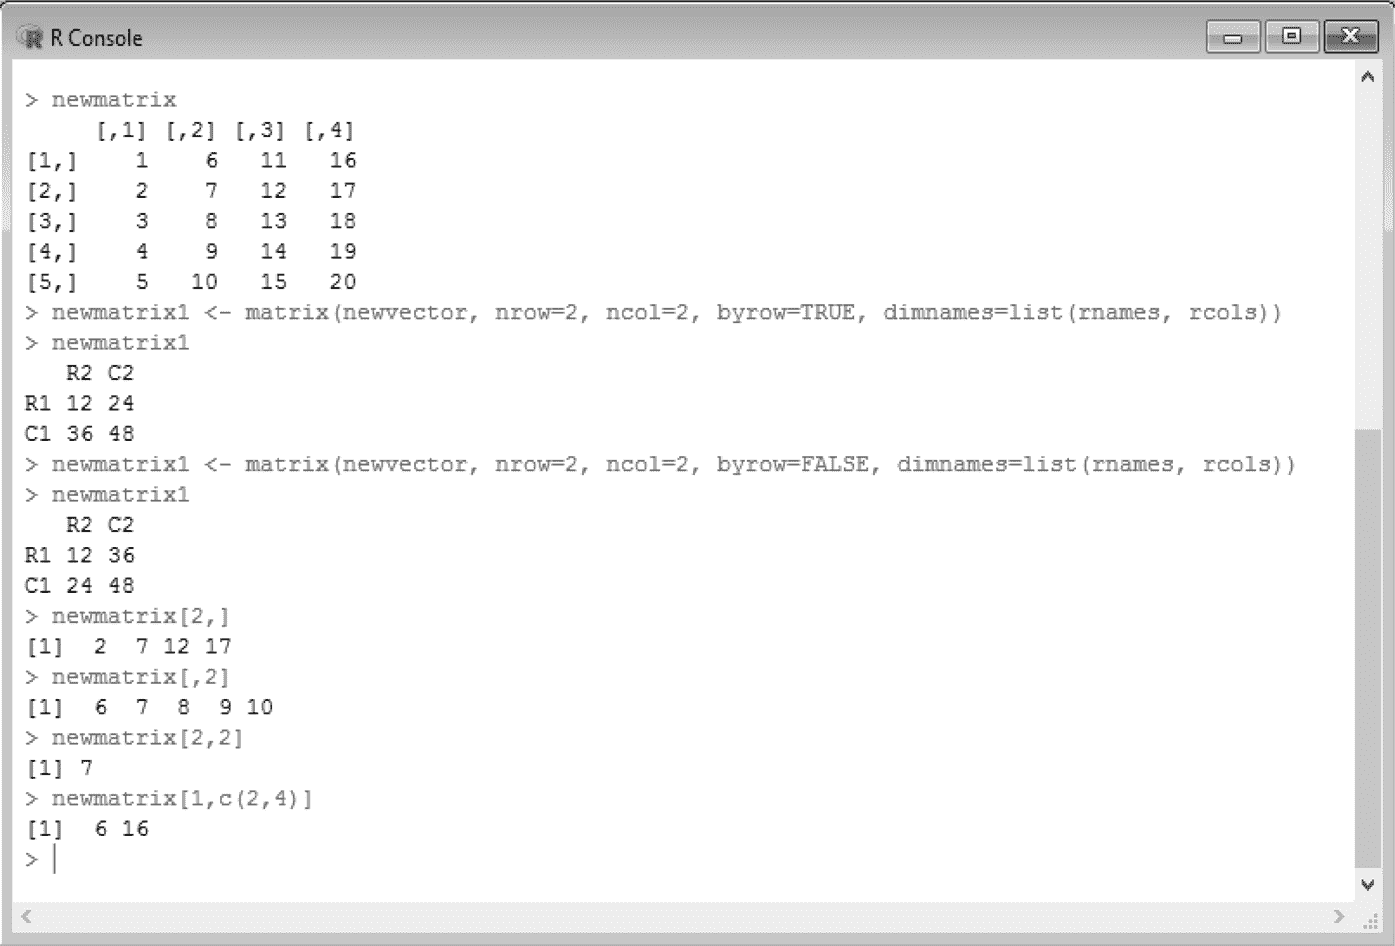 R Console
> newmatrix
     [,1] [,2] [,3] [,4]
[1,]    1    6   11   16
[2,]    2    7   12   17
[3,]    3    8   13   18
[4,]    4    9   14   19
[5,]    5   10   15   20
> newmatrix1 <- matrix(newvector, nrow=2, ncol=2, byrow=TRUE, dimnames=list(rnames, rcols))
> newmatrix1
   R2 C2
R1 12 24
C1 36 48
> newmatrix1 <- matrix(newvector, nrow=2, ncol=2, byrow=FALSE, dimnames=list(rnames, rcols))
> newmatrix1
   R2 C2
R1 12 36
C1 24 48
> newmatrix[2,]
[1]  2  7 12 17
> newmatrix[,2]
[1]  6  7  8  9 10
> newmatrix[2,2]
[1] 7
> newmatrix[1,c(2,4)]
[1]  6 16
>